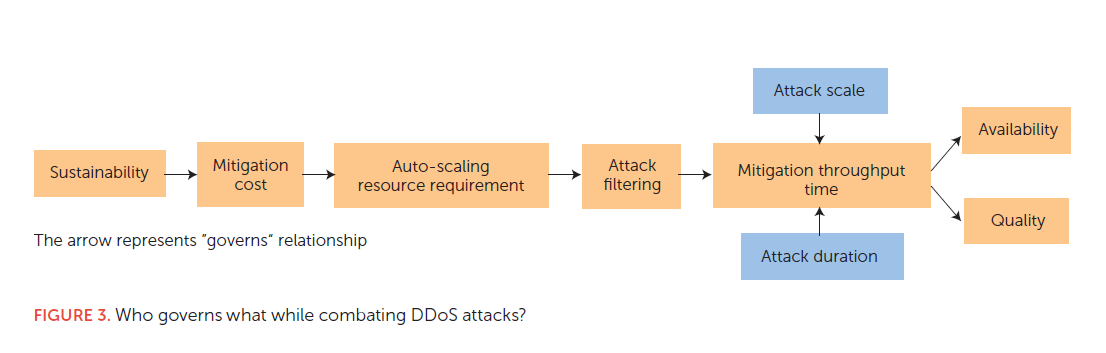 Attack scale
Availability
Sustainability
Mitigation
cost
Auto-scaling
resource requirement
Attack
filtering
Mitigation throughput
time
Quality
The arrow represents ”governs“ relationship
Attack duration
FIGURE 3. Who governs what while combating DDoS attacks?